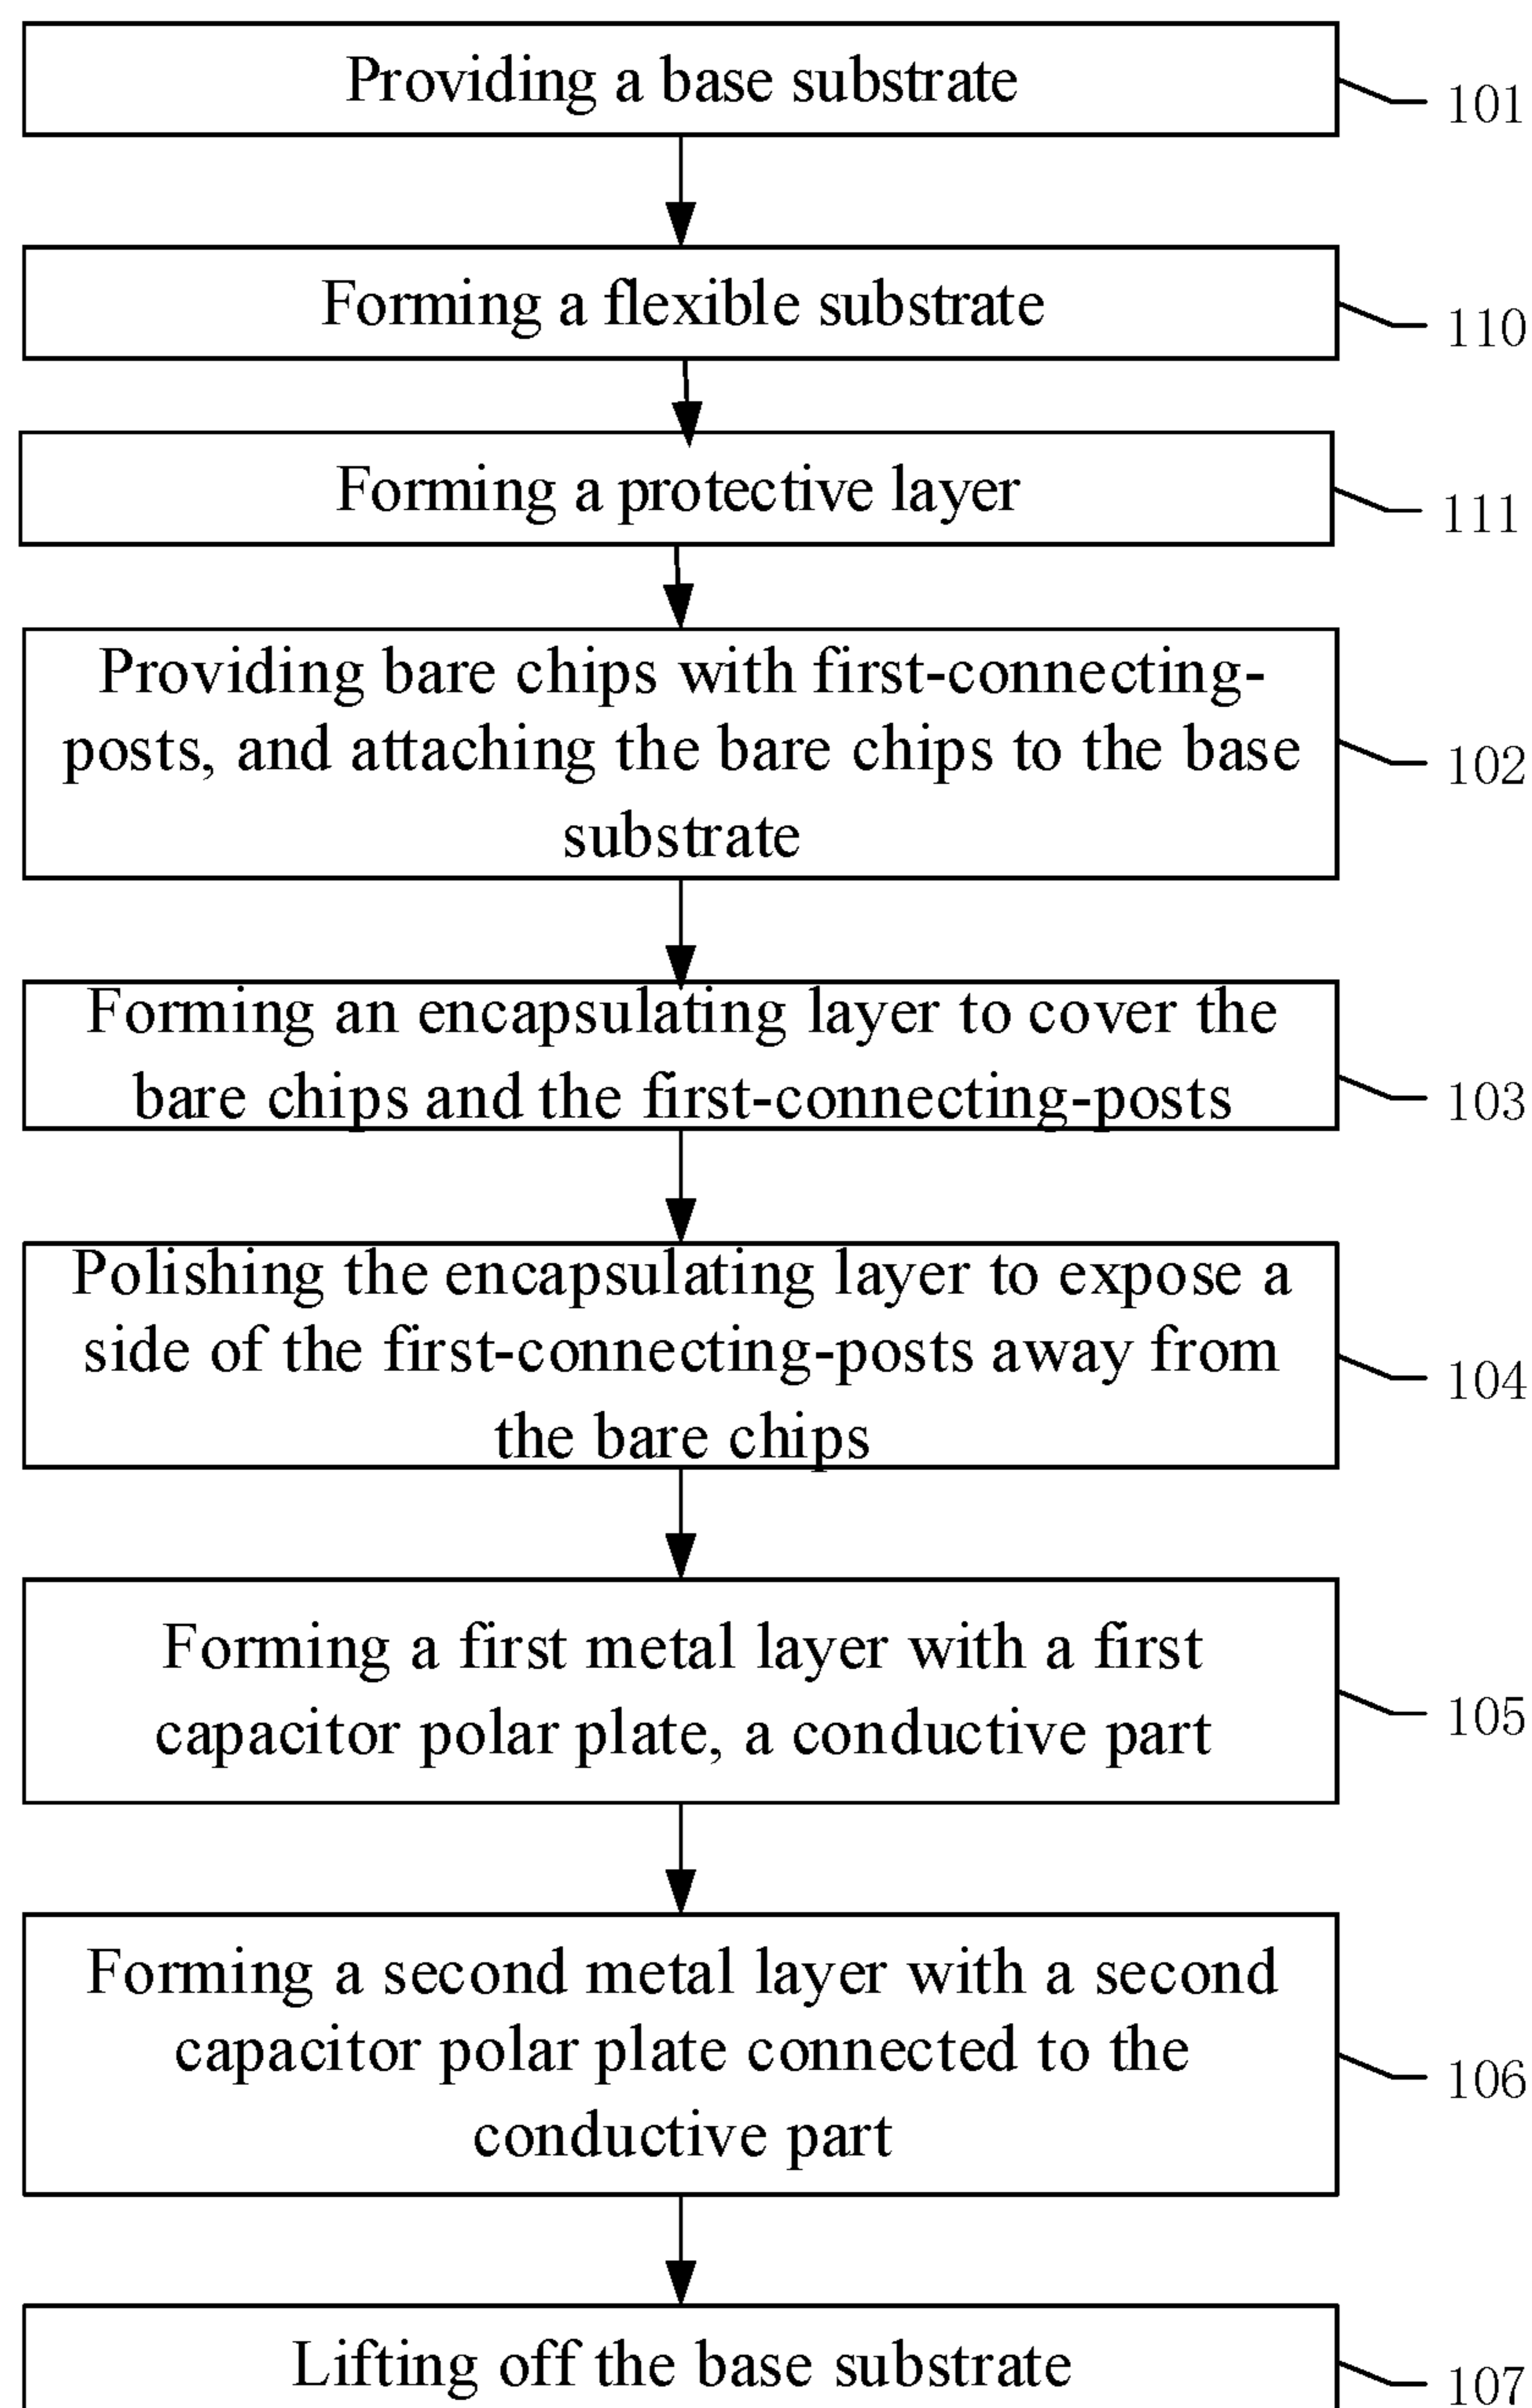 Providing a base substrate
101
Forming a flexible substrate
110
Forming a protective layer
111
Providing bare chips with first-connecting-
posts, and attaching the bare chips to the base
substrate
102
Forming an encapsulating layer to cover the
bare chips and the first-connecting-posts
103
Polishing the encapsulating layer to expose a
side of the first-connecting-posts away from
the bare chips
104
Forming a first metal layer with a first
capacitor polar plate, a conductive part
105
Forming a second metal layer with a second
capacitor polar plate connected to the
conductive part
106
Lifting off the base substrate
107